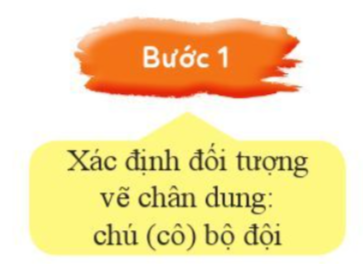 Bước 1
Xác định đối tượng
vẽ chân dung:
chú (cô) bộ đội